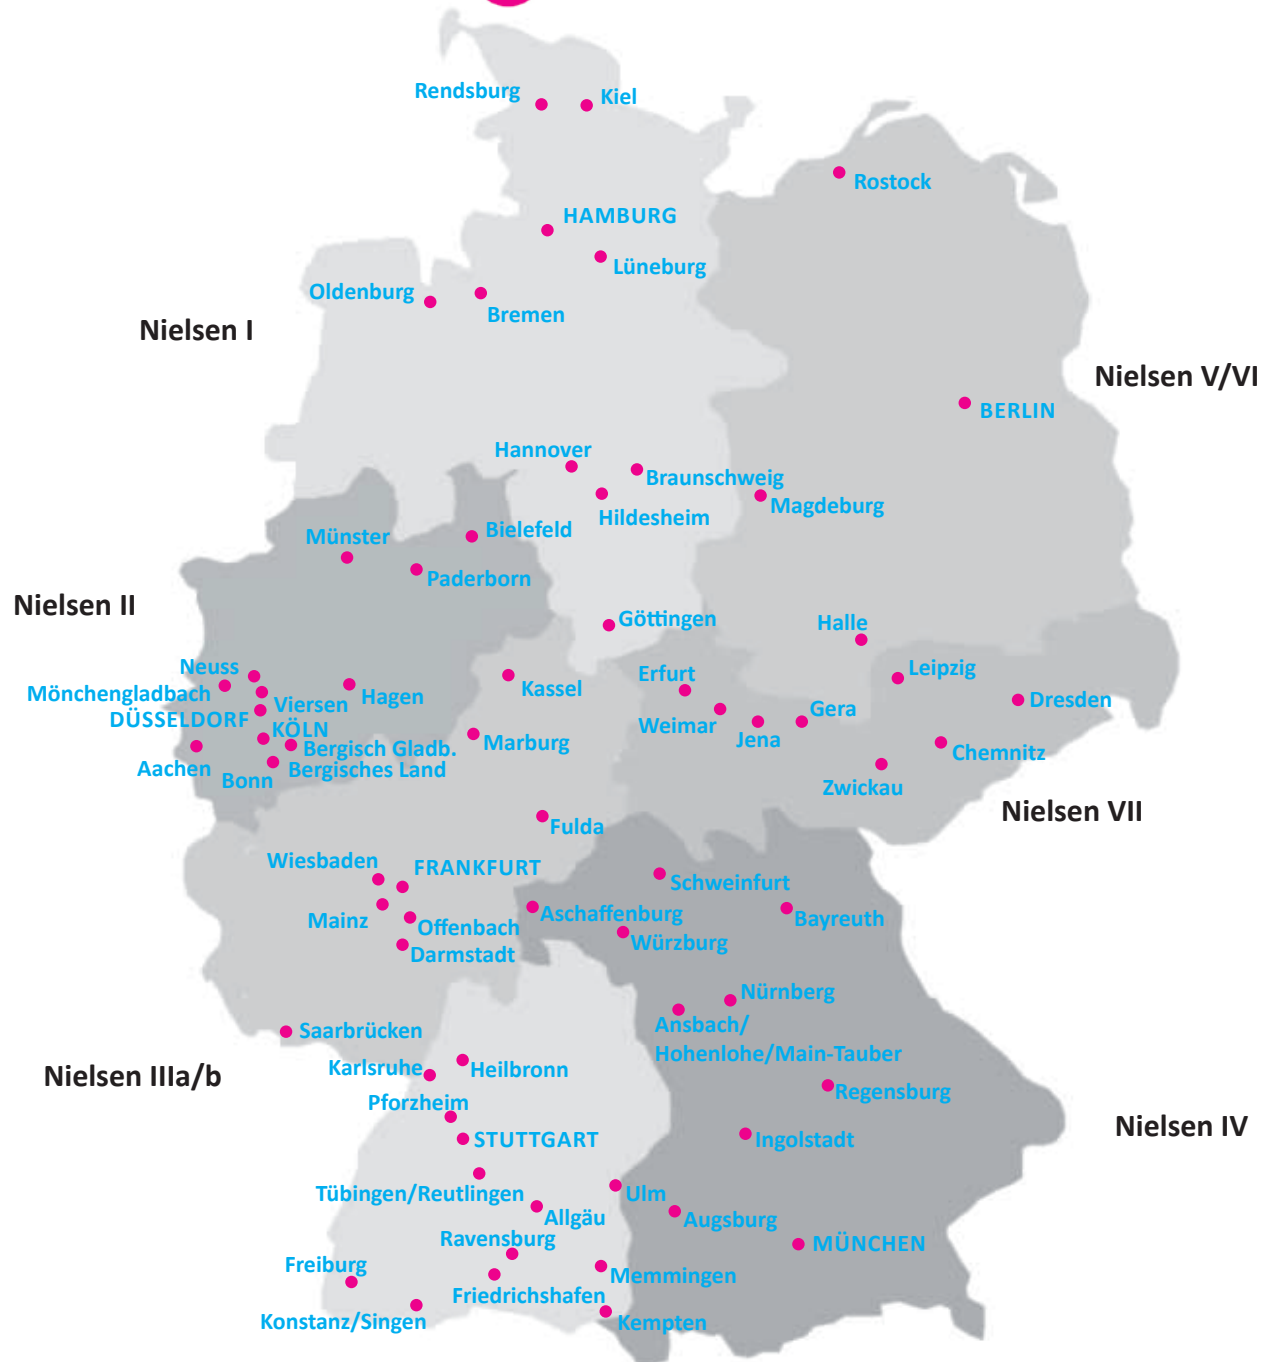 Rendsburg
Kiel
Rostock
HAMBURG
Lüneburg
Oldenburg
Bremen
Nielsen I
Nielsen V/VI
BERLIN
Hannover
Braunschweig
Magdeburg
Hildesheim
Bielefeld
Münster
Paderborn
Nielsen II
Göttingen
Halle
Neuss
Erfurt
Leipzig
Mönchengladbach
Kassel
Viersen
Hagen
Dresden
DÜSSELDORF
Weimar
Gera
KÖLN
Marburg
Jena
Bergisch Gladb.
Chemnitz
Aachen
Bergisches Land
Bonn
Zwickau
Nielsen VII
Fulda
Wiesbaden
FRANKFURT
Schweinfurt
Aschaffenburg
Bayreuth
Mainz
Offenbach
Würzburg
Darmstadt
Nürnberg
Ansbach/
Hohenlohe/Main-Tauber
Saarbrücken
Karlsruhe
Heilbronn
Nielsen IIIa/b
Regensburg
Pforzheim
Nielsen IV
STUTTGART
Ingolstadt
Tübingen/Reutlingen
Ulm
Allgäu
Augsburg
Ravensburg
MÜNCHEN
Freiburg
Memmingen
Friedrichshafen
Konstanz/Singen
Kempten